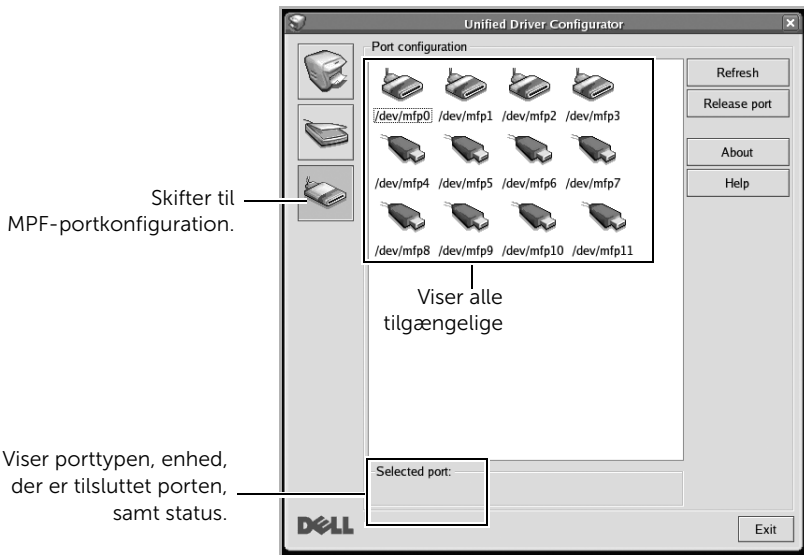 Unified Driver Configurator
Port configuration
/dev/mfp0 /dev/mfp1 /dev/mfp2 /dev/mfp3
/dev/mfp4 /dev/mfp5 /dev/mfp6 /dev/mfp7
/dev/mfp8 /dev/mfp9 /dev/mfp10 /dev/mfp11
Refresh
Release port
About
Help
Skifter til
MPF-portkonfiguration.
Viser alle
tilgængelige
Viser porttypen, enhed,
der er tilsluttet porten,
samt status.
Selected port:
DELL
Exit